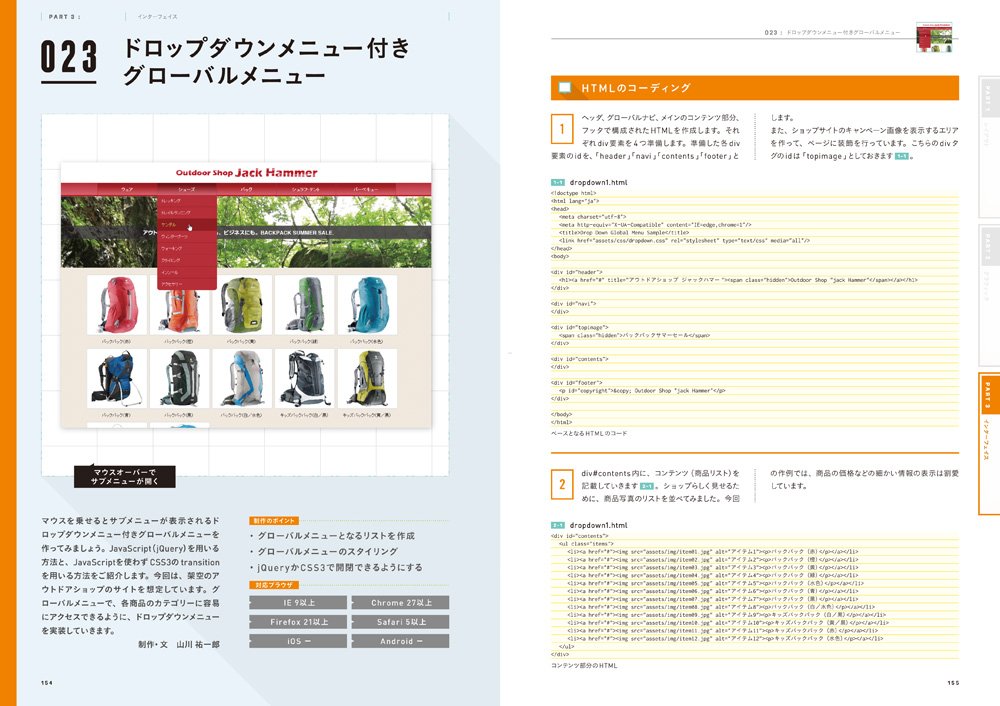 PART 3 :
インターフェイス
023
ドロップダウンメニュー付き
グローバルメニュー
Outdoor Shop Jack Hammer
ウェア シューズ バッグ シュラフ・テント バーベキュー
トレッキング
トレイルランニング
サンダル
ウィンターブーツ
ウォーキング
クライミング
インソール
アクセサリー
ビジネスにも。BACKPACK SUMMER SALE.
バックパック(赤) バックパック(橙) バックパック(黄) バックパック(緑) バックパック(水色)
バックパック(青) バックパック(黒) バックパック(白／水色) キッズバックパック(白／黒) キッズバックパック(黄／黒)
マウスオーバーで
サブメニューが開く
マウスを乗せるとサブメニューが表示されるド
ロップダウンメニュー付きグローバルメニューを
作ってみましょう。JavaScript(jQuery)を用いる
方法と、JavaScriptを使わずCSS3のtransition
を用いる方法をご紹介します。今回は、架空のア
ウトドアショップのサイトを想定しています。グ
ローバルメニューで、各商品のカテゴリーに容易
にアクセスできるように、ドロップダウンメニュー
を実装していきます。
制作・文　山川 祐一郎
制作のポイント
・グローバルメニューとなるリストを作成
・グローバルメニューのスタイリング
・jQueryかCSS3で開閉できるようにする
対応ブラウザ
IE 9以上 Chrome 27以上
Firefox 21以上 Safari 5以上
iOS ー Android ー
154
023 : ドロップダウンメニュー付きグローバルメニュー
HTMLのコーディング
1
ヘッダ、グローバルナビ、メインのコンテンツ部分、
フッタで構成されたHTMLを作成します。それ
ぞれdiv要素を4つ準備します。準備した各div
要素のidを、「header」「navi」「contents」「footer」と
します。
また、ショップサイトのキャンペーン画像を表示するエリア
を作って、ページに装飾を行っています。こちらのdivタ
グのidは「topimage」としておきます 1-1 。
1-1 dropdown1.html
<!doctype html>
<html lang="ja">
<head>
<meta charset="utf-8">
<meta http-equiv="X-UA-Compatible" content="IE=edge,chrome=1"/>
<title>Drop Down Global Menu Sample</title>
<link href="assets/css/dropdown.css" rel="stylesheet" type="text/css" media="all"/>
</head>
<body>
<div id="header">
<h1><a href="#" title="アウトドアショップ ジャックハマー "><span class="hidden">Outdoor Shop "jack Hammer"</span></a></h1>
</div>
<div id="navi">
</div>
<div id="topimage">
<span class="hidden">バックパックサマーセール</span>
</div>
<div id="contents">
</div>
<div id="footer">
<p id="copyright">&copy; Outdoor Shop "jack Hammer"</p>
</div>
</body>
</html>
ベースとなるHTMLのコード
2
div#contents内に、コンテンツ（商品リスト）を
記載していきます 2-1 。ショップらしく見せるた
めに、商品写真のリストを並べてみました。今回
の作例では、商品の価格などの細かい情報の表示は割愛
しています。
2-1 dropdown1.html
<div id="contents">
<ul class="items">
<li><a href="#"><img src="assets/img/item01.jpg" alt="アイテム1"><p>バックパック（赤）</p></a></li>
<li><a href="#"><img src="assets/img/item02.jpg" alt="アイテム2"><p>バックパック（橙）</p></a></li>
<li><a href="#"><img src="assets/img/item03.jpg" alt="アイテム3"><p>バックパック（黄）</p></a></li>
<li><a href="#"><img src="assets/img/item04.jpg" alt="アイテム4"><p>バックパック（緑）</p></a></li>
<li><a href="#"><img src="assets/img/item05.jpg" alt="アイテム5"><p>バックパック（水色）</p></a></li>
<li><a href="#"><img src="assets/img/item06.jpg" alt="アイテム6"><p>バックパック（青）</p></a></li>
<li><a href="#"><img src="assets/img/item07.jpg" alt="アイテム7"><p>バックパック（黒）</p></a></li>
<li><a href="#"><img src="assets/img/item08.jpg" alt="アイテム8"><p>バックパック（白／水色）</p></a></li>
<li><a href="#"><img src="assets/img/item09.jpg" alt="アイテム9"><p>キッズバックパック（白／黒）</p></a></li>
<li><a href="#"><img src="assets/img/item10.jpg" alt="アイテム10"><p>キッズバックパック（黄／黒）</p></a></li>
<li><a href="#"><img src="assets/img/item11.jpg" alt="アイテム11"><p>キッズバックパック（赤）</p></a></li>
<li><a href="#"><img src="assets/img/item12.jpg" alt="アイテム12"><p>キッズバックパック（水色）</p></a></li>
</ul>
</div>
コンテンツ部分のHTML
155
PART 1
PART 2
PART 3
インターフェイス